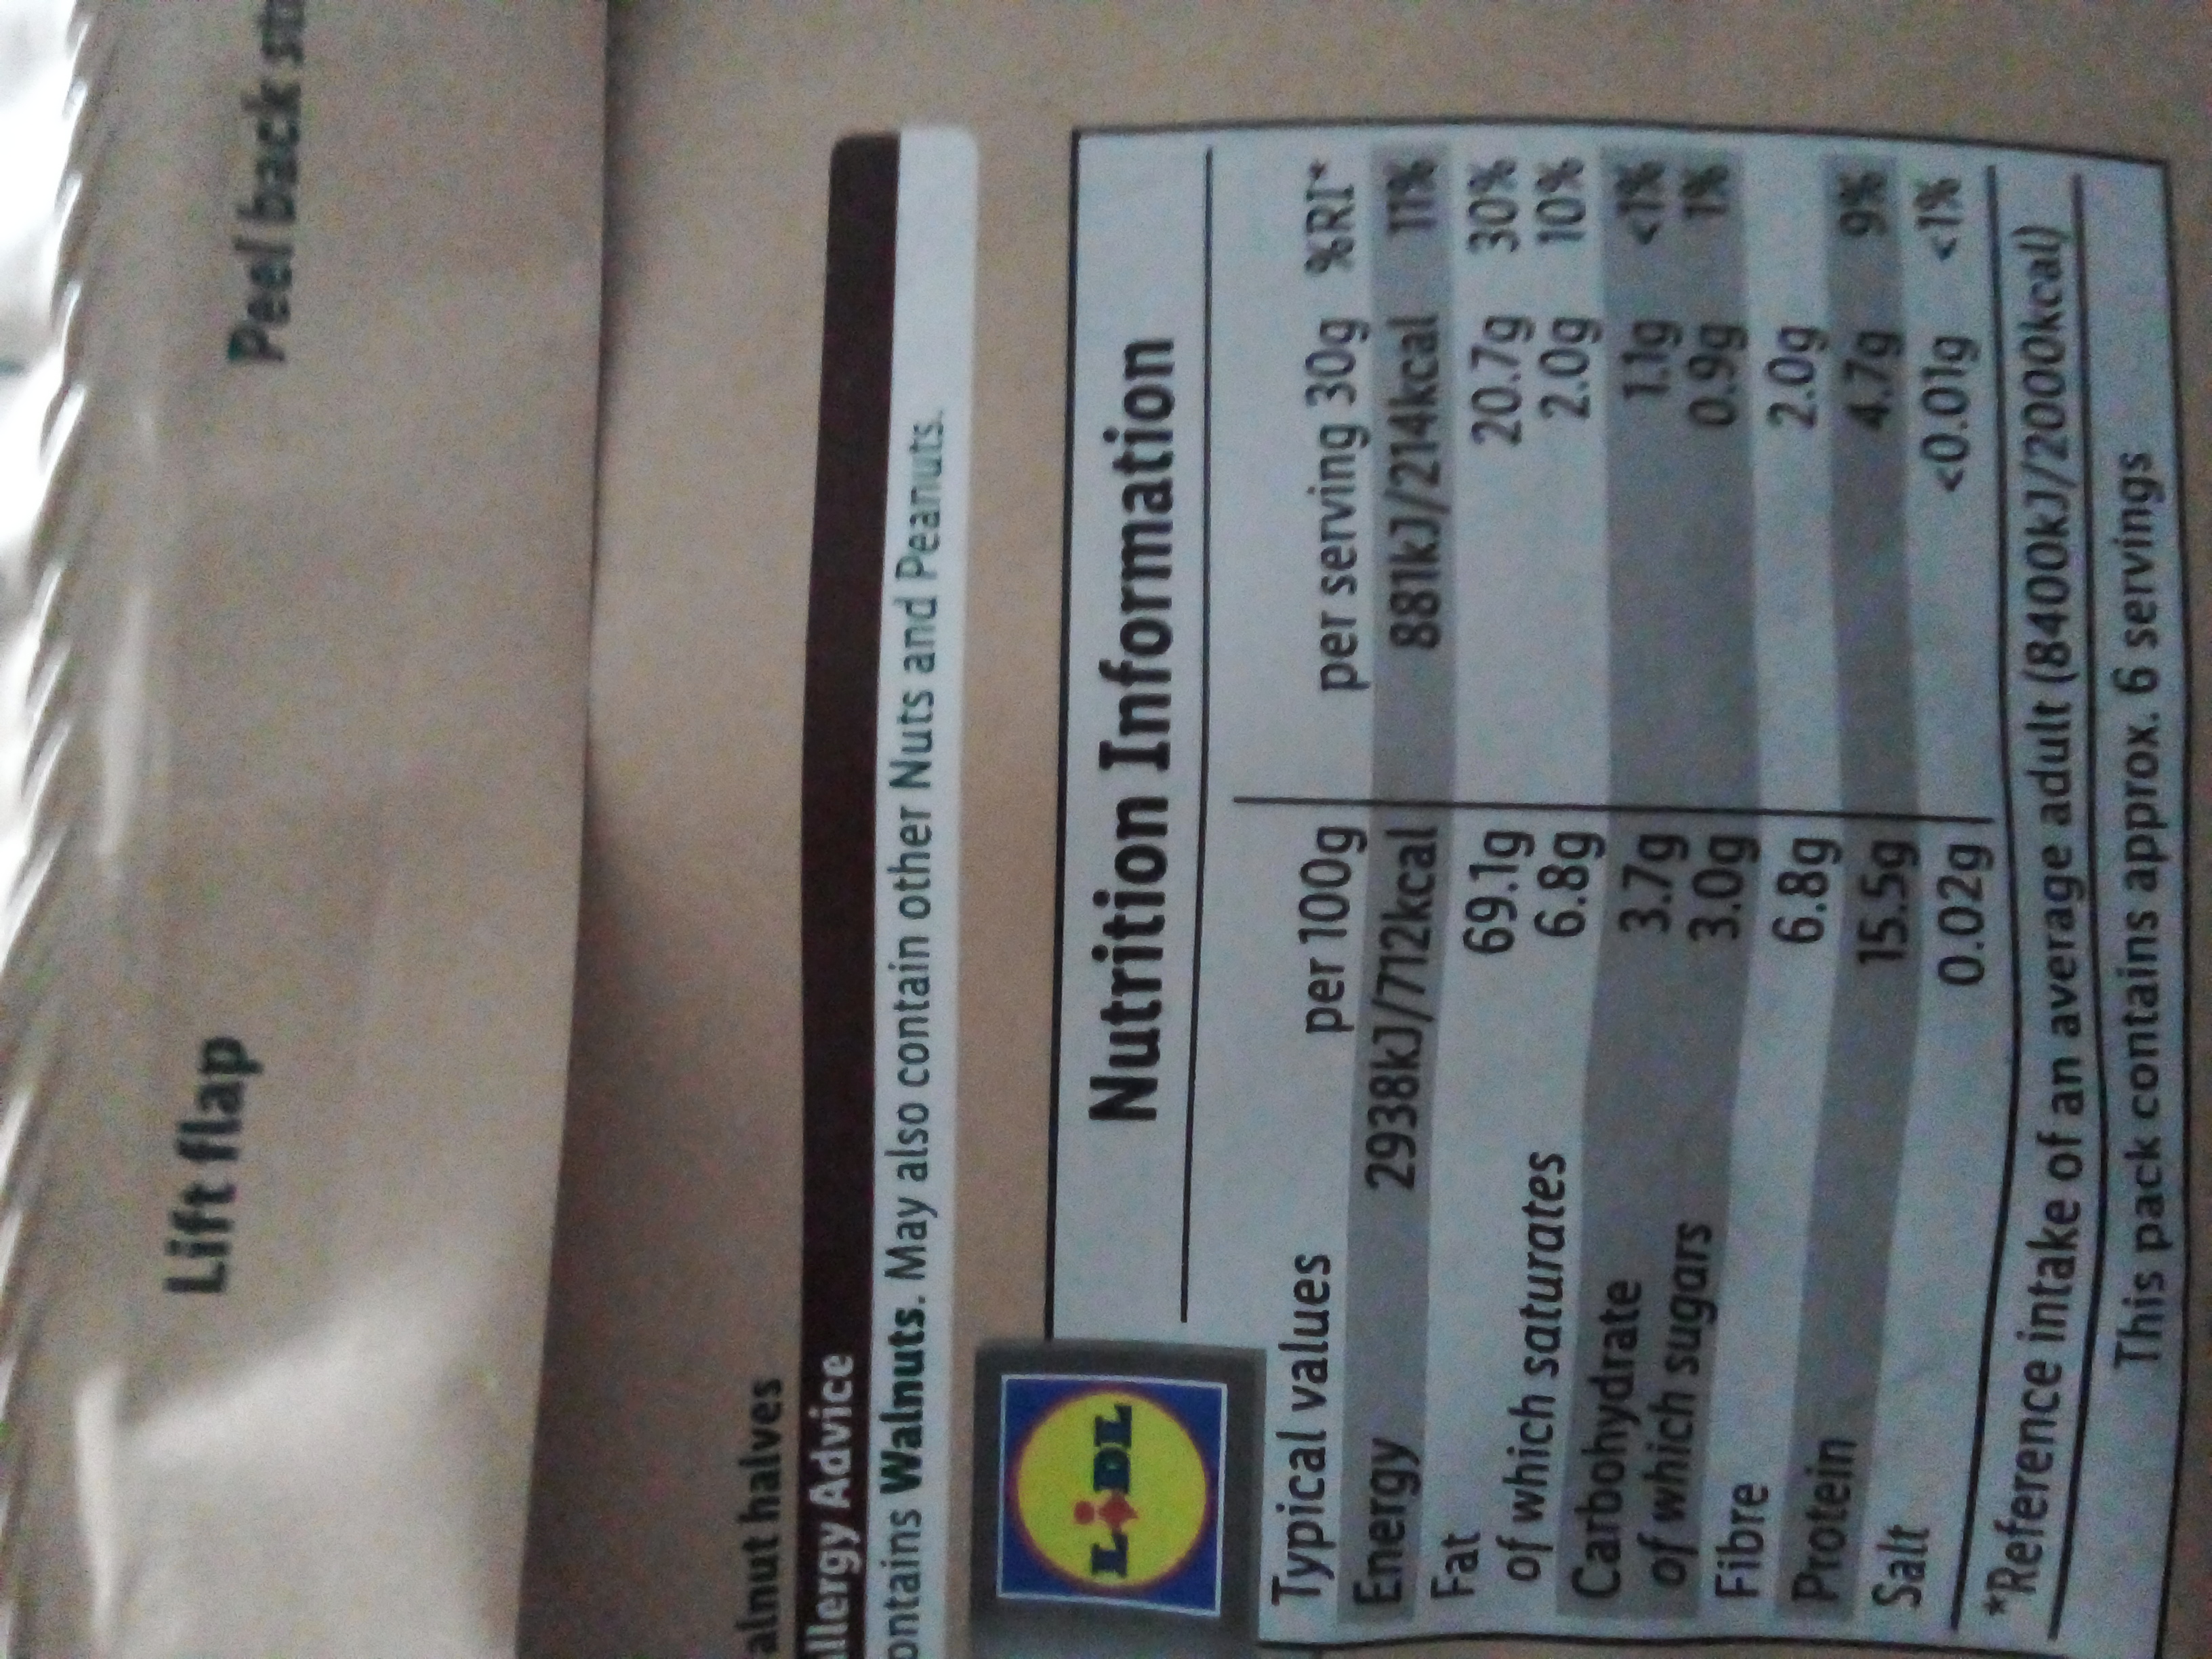 Lift flap
Peel back
alnut halves
llergy Advice
ontains Walnuts. May also contain other Nuts and Peanuts.
LiDL
Nutrition Information
Typical values per 100g per serving 30g %RI*
Energy 2938kJ/712kcal 881kJ/214kcal 11%
Fat 69.1g 20.7g 30%
of which saturates 6.8g 2.0g 10%
Carbohydrate 3.7g 1.1g <1%
of which sugars 3.0g 0.9g 1%
Fibre 6.8g 2.0g
Protein 15.5g 4.7g 9%
Salt 0.02g <0.01g <1%
*Reference intake of an average adult (8400kJ/2000kcal)
This pack contains approx. 6 servings